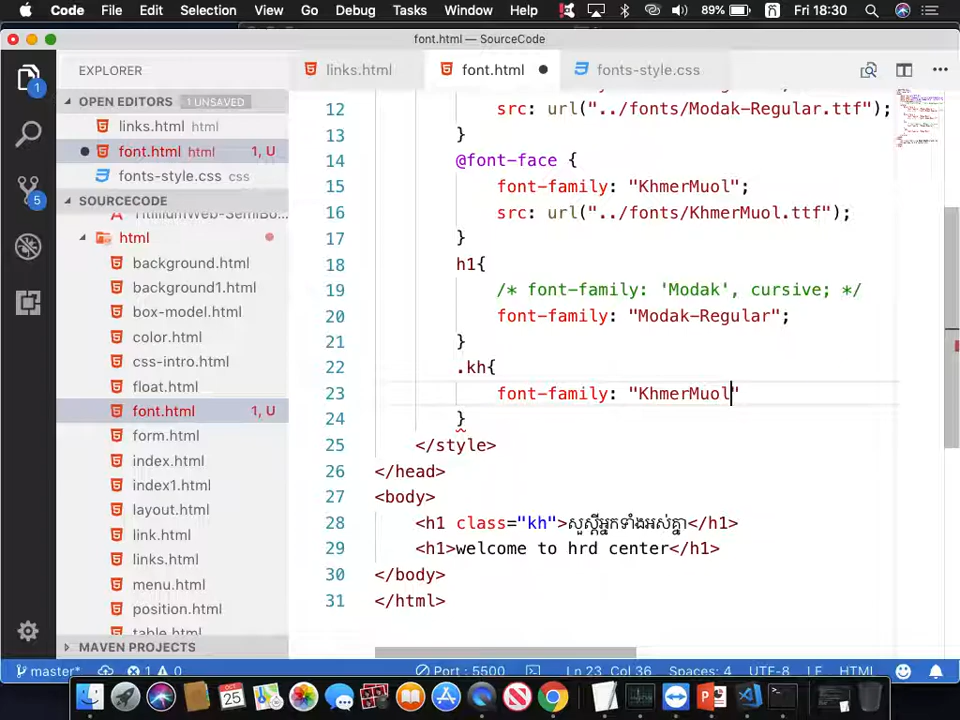 Code File Edit Selection View Go Debug Tasks Window Help 89% Fri 18:30
font.html — SourceCode
EXPLORER
links.html font.html fonts-style.css
OPEN EDITORS 1 UNSAVED
links.html html
font.html html 1, U
fonts-style.css css
SOURCECODE
html
background.html
background1.html
box-model.html
color.html
css-intro.html
float.html
font.html 1, U
form.html
index.html
index1.html
layout.html
link.html
links.html
menu.html
position.html
table.html
MAVEN PROJECTS
12 src: url("../fonts/Modak-Regular.ttf");
13 }
14 @font-face {
15 font-family: "KhmerMuol";
16 src: url("../fonts/KhmerMuol.ttf");
17 }
18 h1{
19 /* font-family: 'Modak', cursive; */
20 font-family: "Modak-Regular";
21 }
22 .kh{
23 font-family: "KhmerMuol"
24 }
25 </style>
26 </head>
27 <body>
28 <h1 class="kh">សួស្តីអ្នកទាំងអស់គ្នា</h1>
29 <h1>welcome to hrd center</h1>
30 </body>
31 </html>
master* 1 0 Port : 5500 Ln 23, Col 36 Spaces: 4 UTF-8 LF HTML